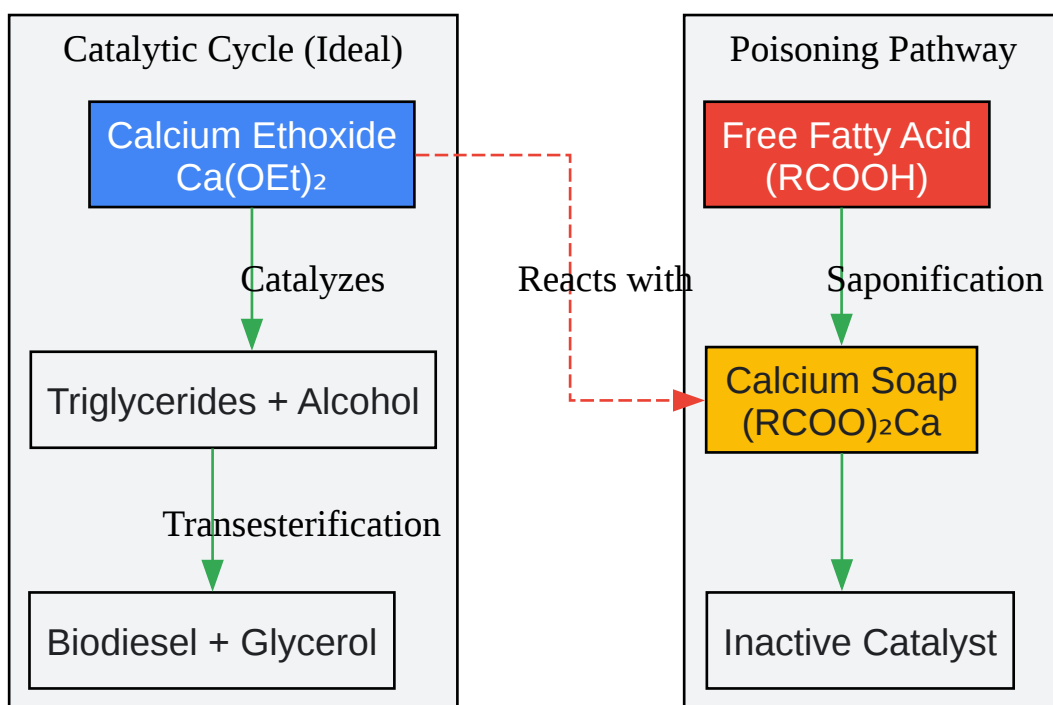 Catalytic Cycle (Ideal)
Calcium Ethoxide
Ca(OEt)₂
Catalyzes
Triglycerides + Alcohol
Transesterification
Biodiesel + Glycerol
Reacts with
Poisoning Pathway
Free Fatty Acid
(RCOOH)
Saponification
Calcium Soap
(RCOO)₂Ca
Inactive Catalyst